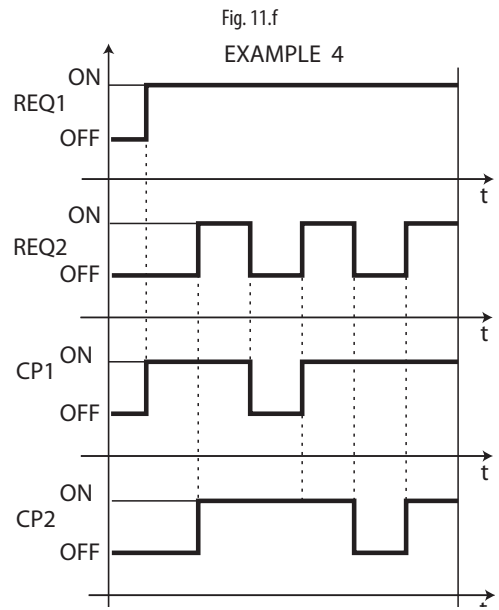 Fig. 11.f
EXAMPLE 4
ON
REQ1
OFF
t
ON
REQ2
OFF
t
ON
CP1
OFF
t
ON
CP2
OFF
t